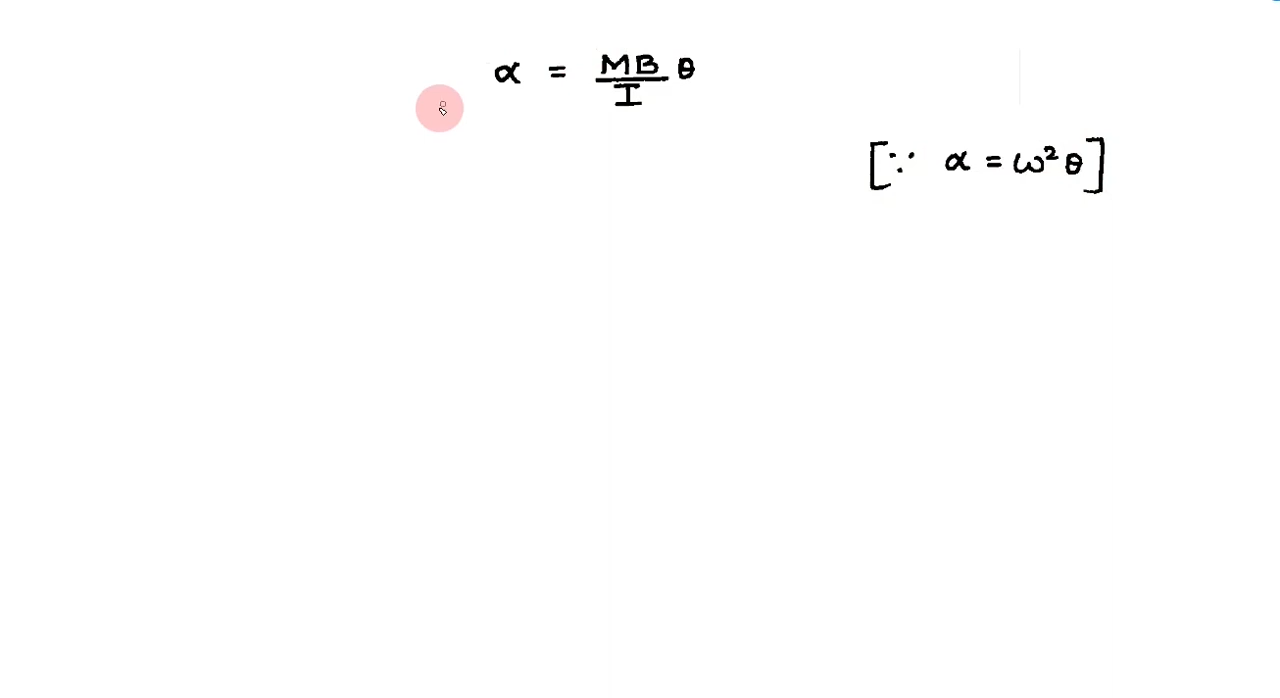 α = MB/I θ
[∵ α = ω²θ]